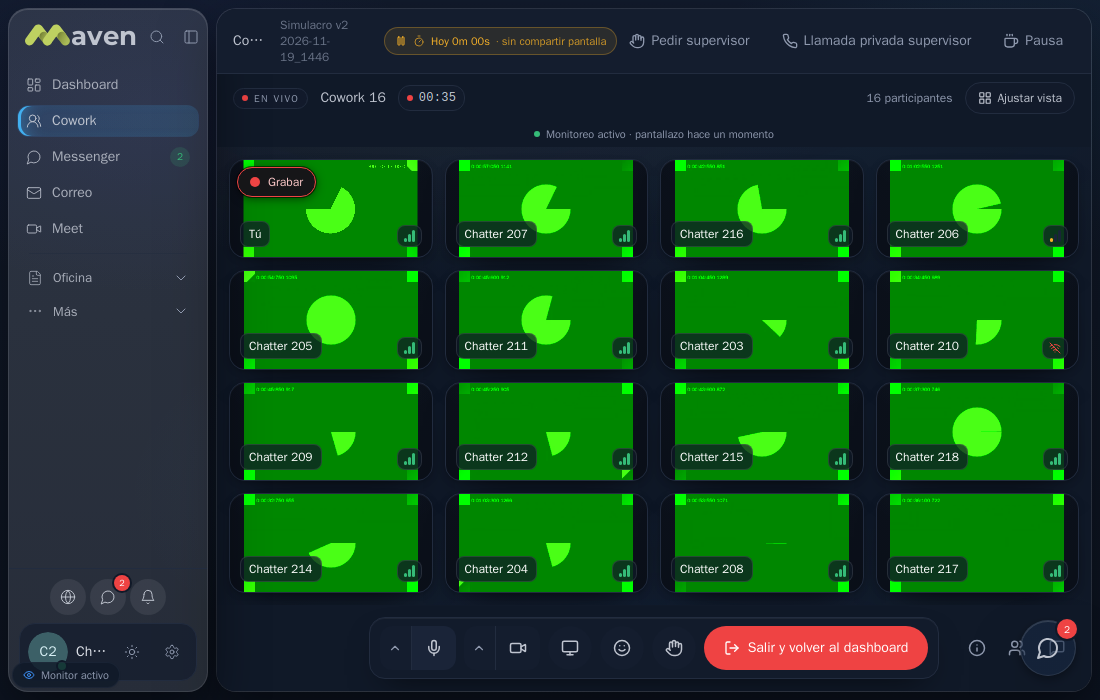 Maven
Dashboard
Cowork
Messenger
2
Correo
Meet
Oficina
Más
2
C2
Ch···
Monitor activo
Co···
Simulacro v2
2026-11-
19_1446
Hoy 0m 00s · sin compartir pantalla
Pedir supervisor
Llamada privada supervisor
Pausa
EN VIVO
Cowork 16
00:35
16 participantes
Ajustar vista
Monitoreo activo · pantallazo hace un momento
Grabar
Tú
Chatter 207
Chatter 216
Chatter 206
Chatter 205
Chatter 211
Chatter 203
Chatter 210
Chatter 209
Chatter 212
Chatter 215
Chatter 218
Chatter 214
Chatter 204
Chatter 208
Chatter 217
Salir y volver al dashboard
2